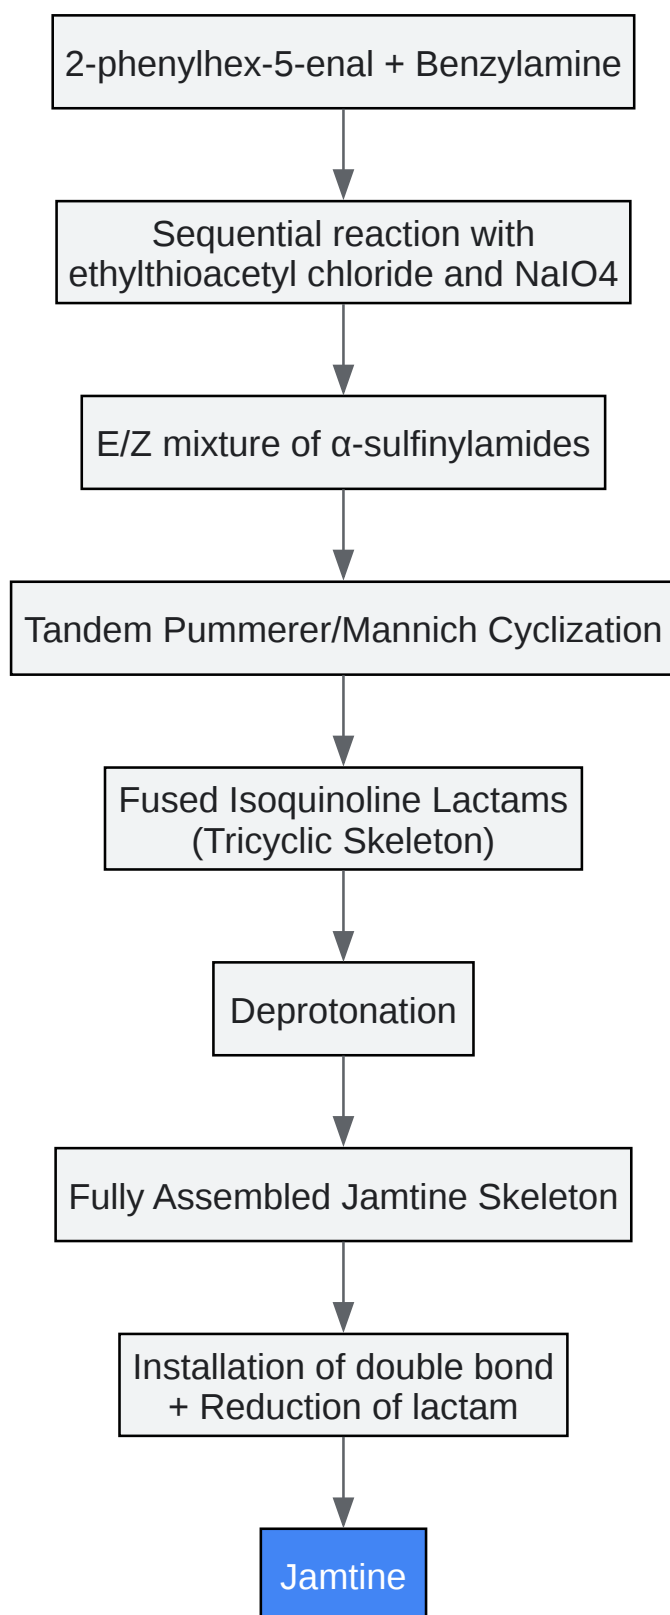 2-phenylhex-5-enal + Benzylamine
Sequential reaction with
ethylthioacetyl chloride and NaIO4
E/Z mixture of α-sulfinylamides
Tandem Pummerer/Mannich Cyclization
Fused Isoquinoline Lactams
(Tricyclic Skeleton)
Deprotonation
Fully Assembled Jamtine Skeleton
Installation of double bond
+ Reduction of lactam
Jamtine